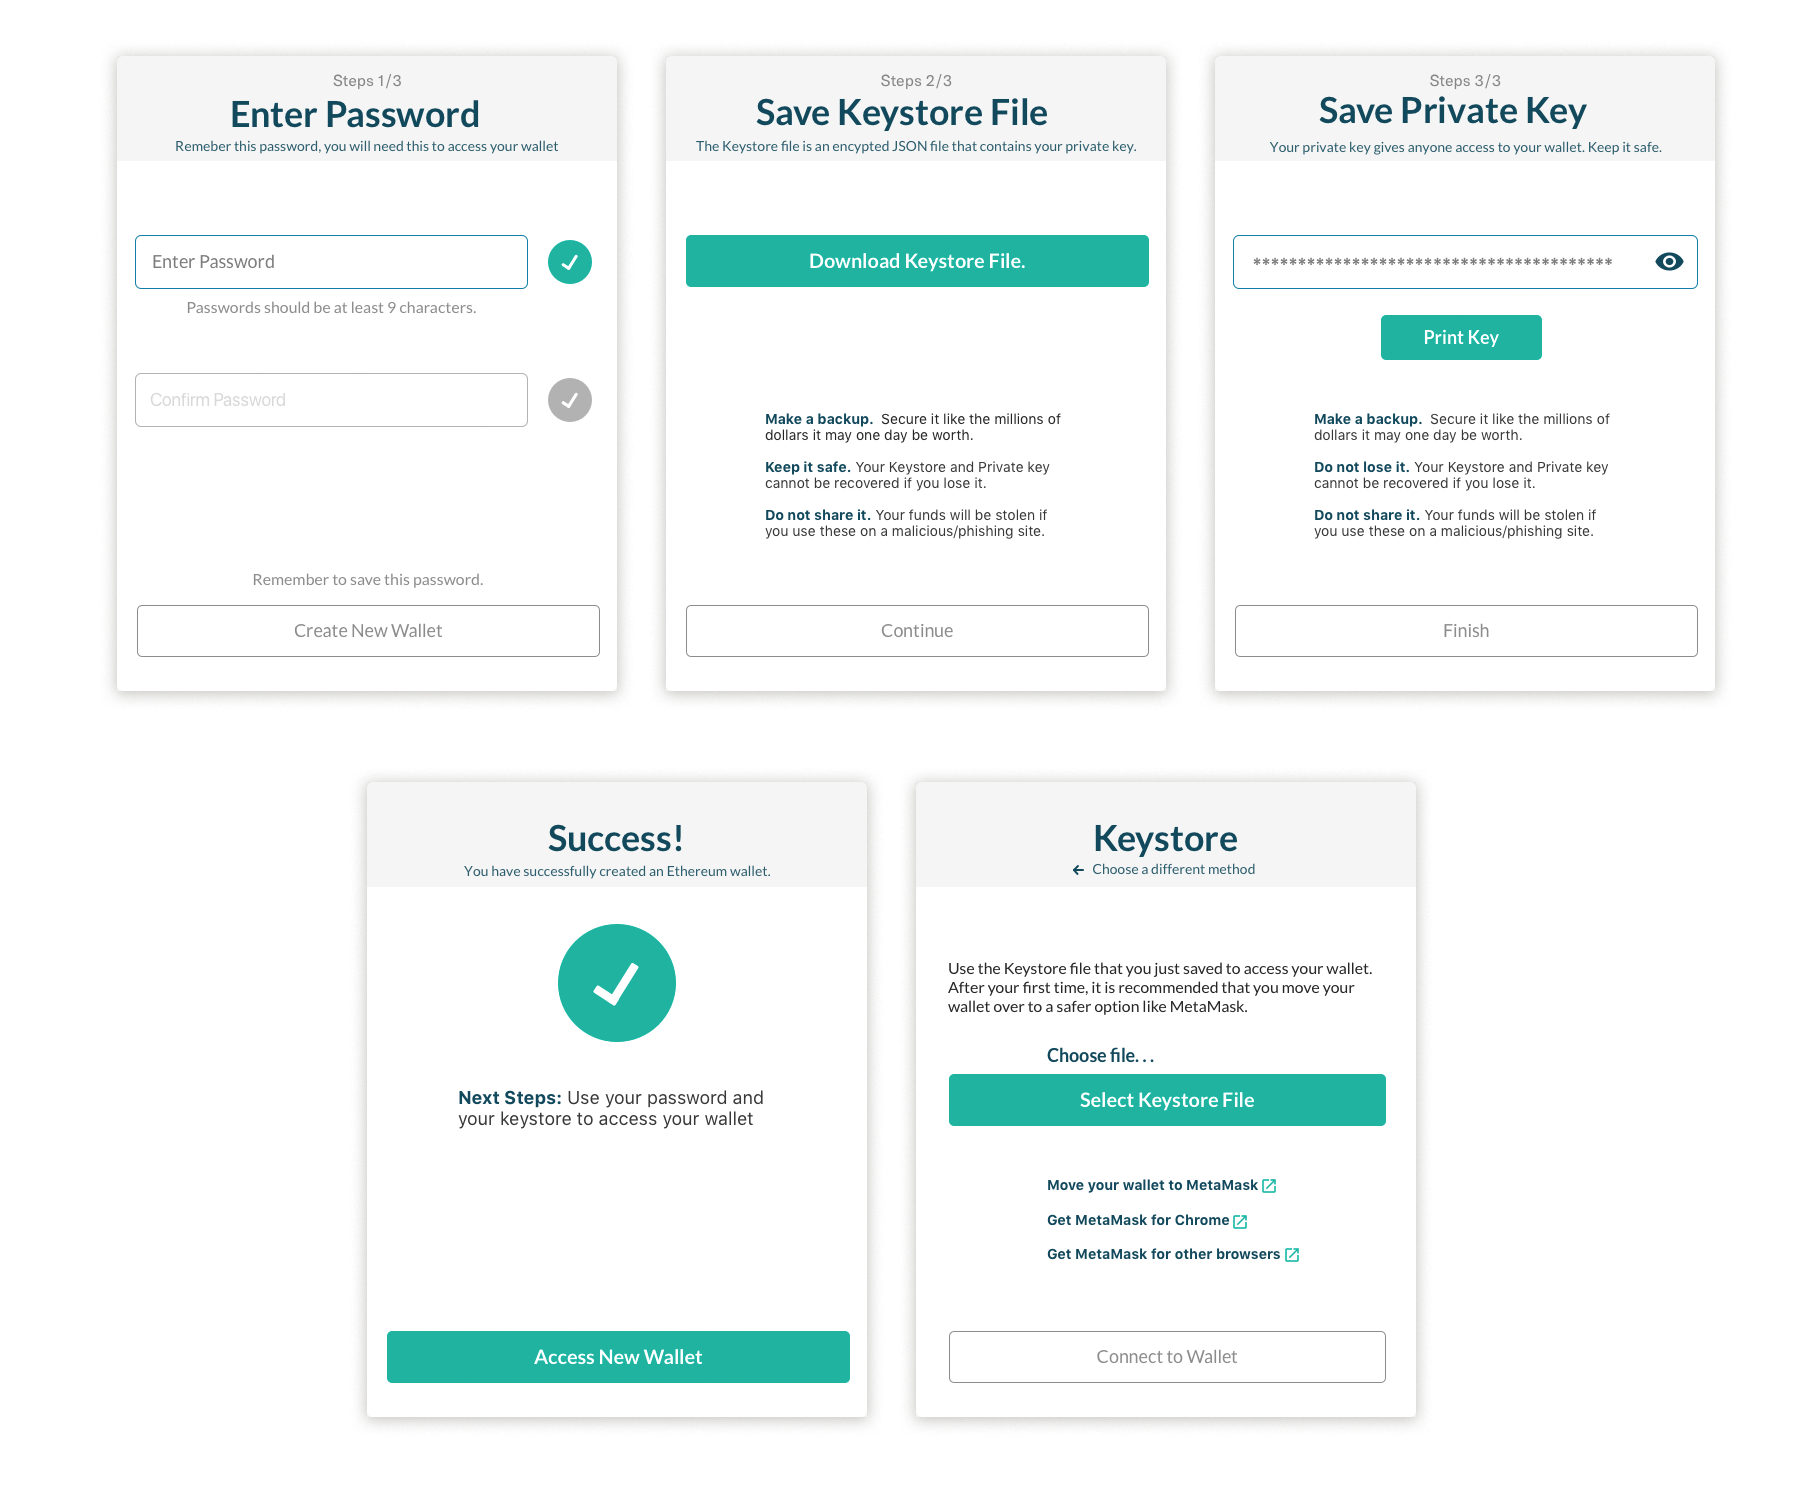 Steps 1/3
Enter Password
Remeber this password, you will need this to access your wallet
Enter Password
Passwords should be at least 9 characters.
Confirm Password
Remember to save this password.
Create New Wallet
Steps 2/3
Save Keystore File
The Keystore file is an encypted JSON file that contains your private key.
Download Keystore File.
Make a backup. Secure it like the millions of
dollars it may one day be worth.
Keep it safe. Your Keystore and Private key
cannot be recovered if you lose it.
Do not share it. Your funds will be stolen if
you use these on a malicious/phishing site.
Continue
Steps 3/3
Save Private Key
Your private key gives anyone access to your wallet. Keep it safe.
****************************************
Print Key
Make a backup. Secure it like the millions of
dollars it may one day be worth.
Do not lose it. Your Keystore and Private key
cannot be recovered if you lose it.
Do not share it. Your funds will be stolen if
you use these on a malicious/phishing site.
Finish
Success!
You have successfully created an Ethereum wallet.
Next Steps: Use your password and
your keystore to access your wallet
Access New Wallet
Keystore
Choose a different method
Use the Keystore file that you just saved to access your wallet.
After your first time, it is recommended that you move your
wallet over to a safer option like MetaMask.
Choose file. . .
Select Keystore File
Move your wallet to MetaMask
Get MetaMask for Chrome
Get MetaMask for other browsers
Connect to Wallet